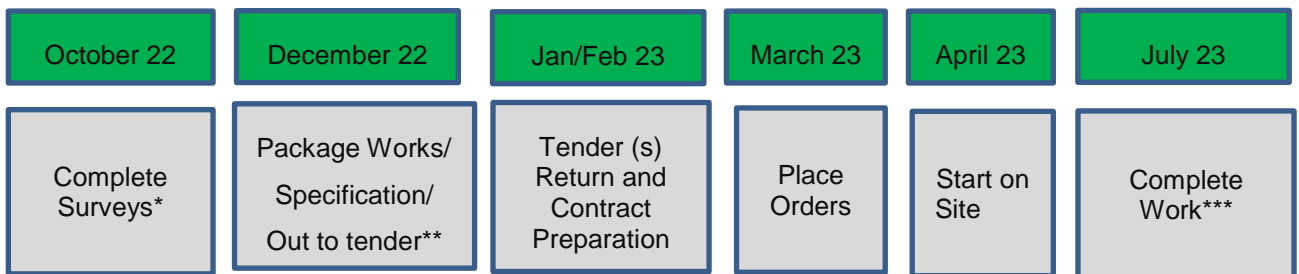 October 22
December 22
Jan/Feb 23
March 23
April 23
July 23
Complete
Surveys*
Package Works/
Specification/
Out to tender**
Tender (s)
Return and
Contract
Preparation
Place
Orders
Start on
Site
Complete
Work***